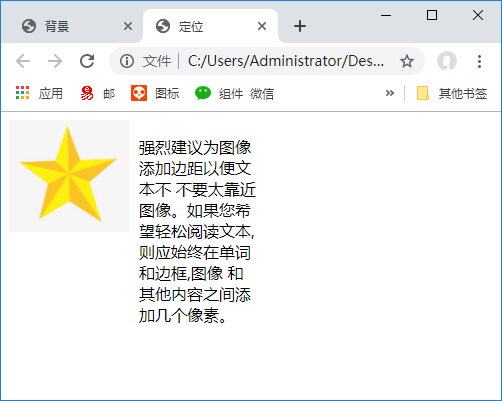 背景
定位
文件 C:/Users/Administrator/Des...
应用
易 邮
图标
组件 微信
其他书签
强烈建议为图像
添加边距以便文
本不 不要太靠近
图像。如果您希
望轻松阅读文本,
则应始终在单词
和边框,图像 和
其他内容之间添
加几个像素。